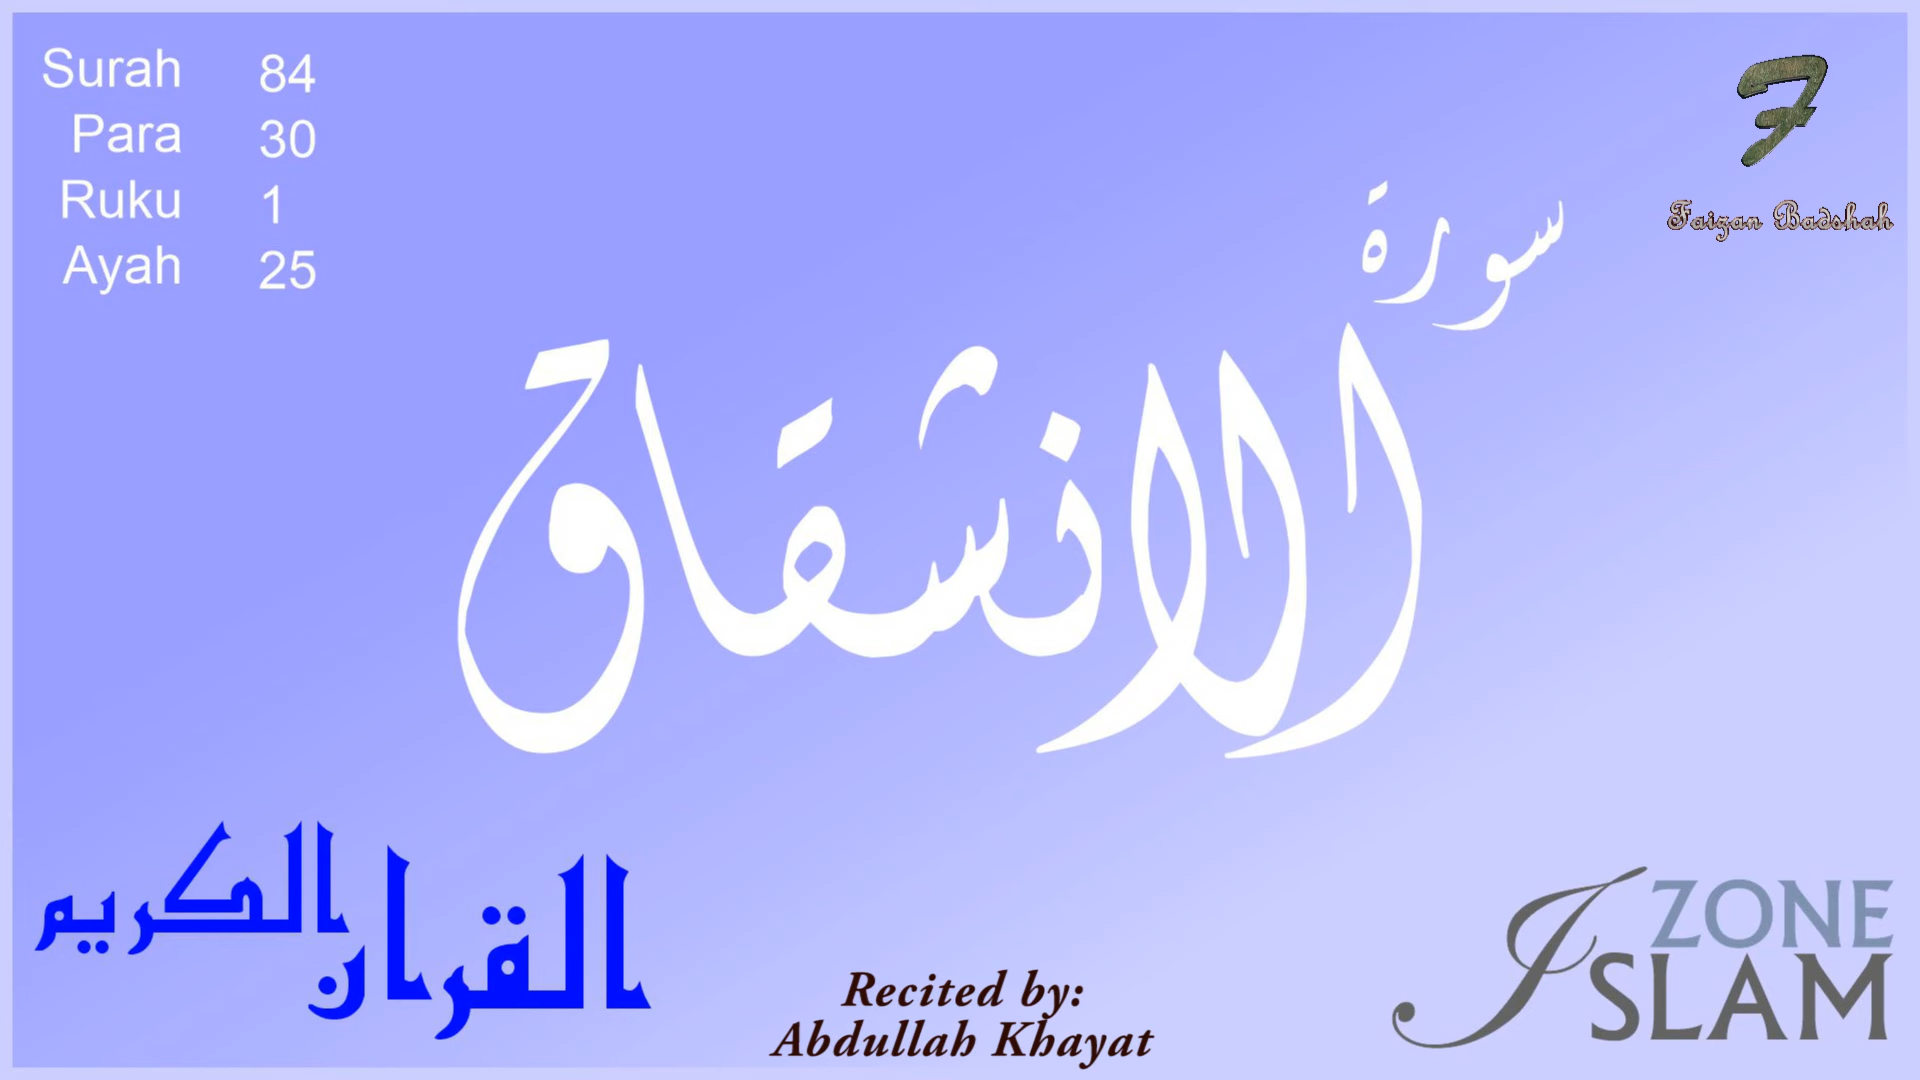 Surah 84
Para 30
Ruku 1
Ayah 25
F
Faizan Badshah
سورة
الانشقاق
القران
الكريم
Recited by:
Abdullah Khayat
ZONE
ISLAM